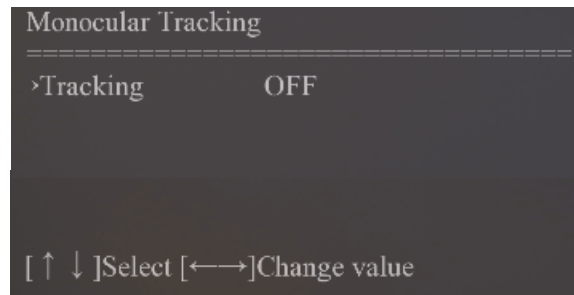 Monocular Tracking
===================================
›Tracking OFF
[↑↓]Select [←→]Change value